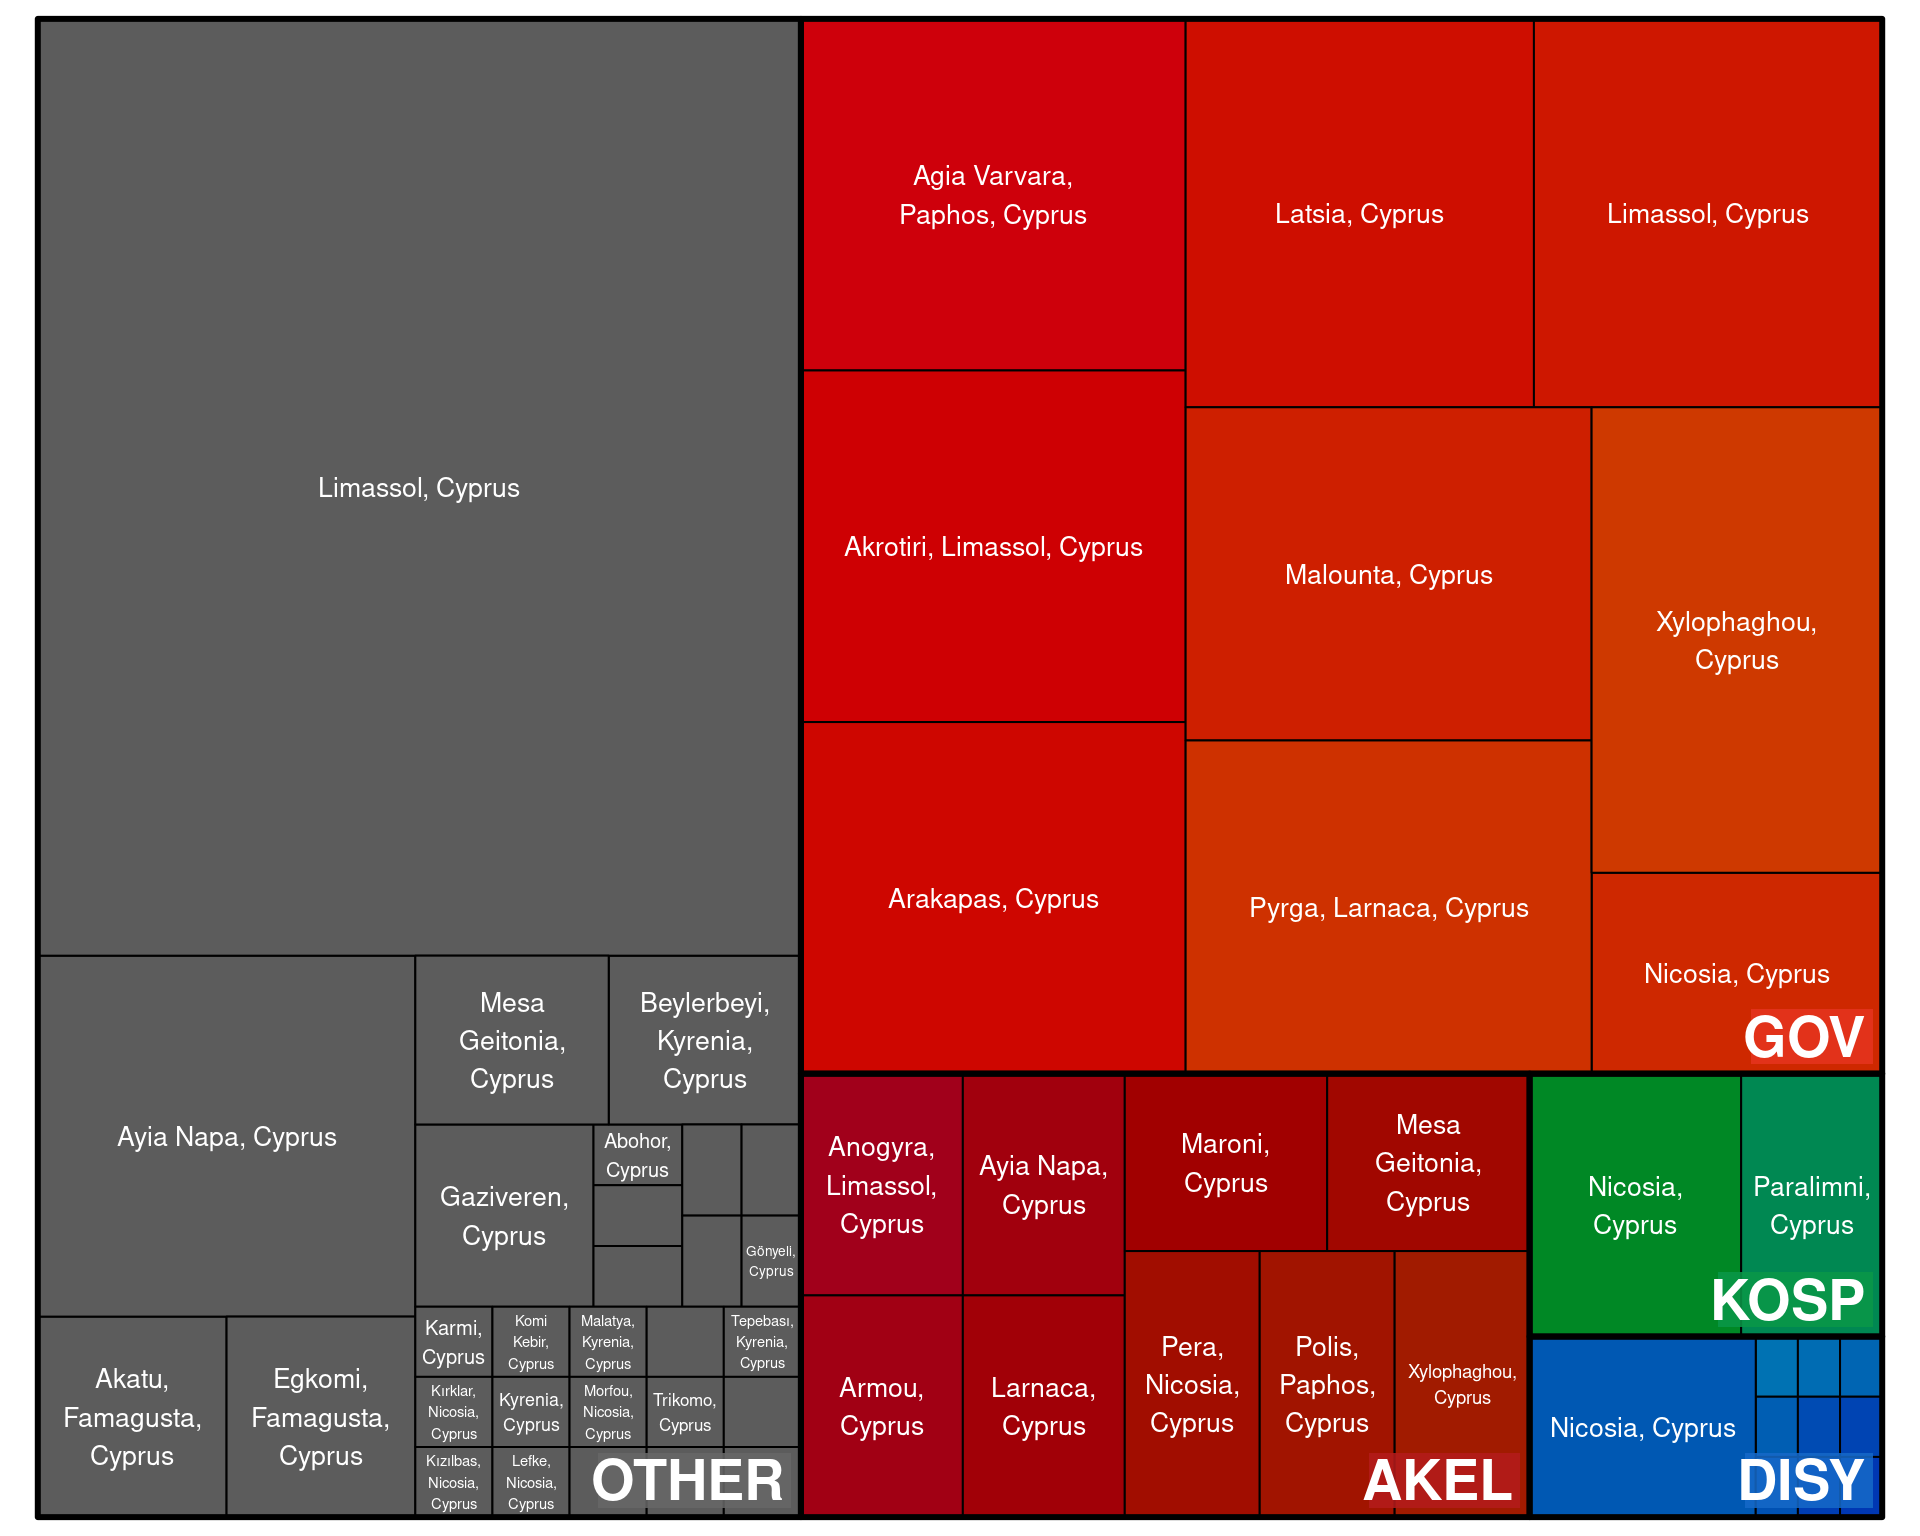 Limassol, Cyprus
Ayia Napa, Cyprus
Mesa
Geitonia,
Cyprus
Beylerbeyi,
Kyrenia,
Cyprus
Gaziveren,
Cyprus
Abohor,
Cyprus
Gönyeli,
Cyprus
Akatu,
Famagusta,
Cyprus
Egkomi,
Famagusta,
Cyprus
Karmi,
Cyprus
Komi
Kebir,
Cyprus
Malatya,
Kyrenia,
Cyprus
Tepebası,
Kyrenia,
Cyprus
Kırklar,
Nicosia,
Cyprus
Kyrenia,
Cyprus
Morfou,
Nicosia,
Cyprus
Trikomo,
Cyprus
Kızılbas,
Nicosia,
Cyprus
Lefke,
Nicosia,
Cyprus
OTHER
Agia Varvara,
Paphos, Cyprus
Latsia, Cyprus
Limassol, Cyprus
Akrotiri, Limassol, Cyprus
Malounta, Cyprus
Xylophaghou,
Cyprus
Arakapas, Cyprus
Pyrga, Larnaca, Cyprus
Nicosia, Cyprus
GOV
Anogyra,
Limassol,
Cyprus
Ayia Napa,
Cyprus
Maroni,
Cyprus
Mesa
Geitonia,
Cyprus
Armou,
Cyprus
Larnaca,
Cyprus
Pera,
Nicosia,
Cyprus
Polis,
Paphos,
Cyprus
Xylophaghou,
Cyprus
AKEL
Nicosia,
Cyprus
Paralimni,
Cyprus
KOSP
Nicosia, Cyprus
DISY